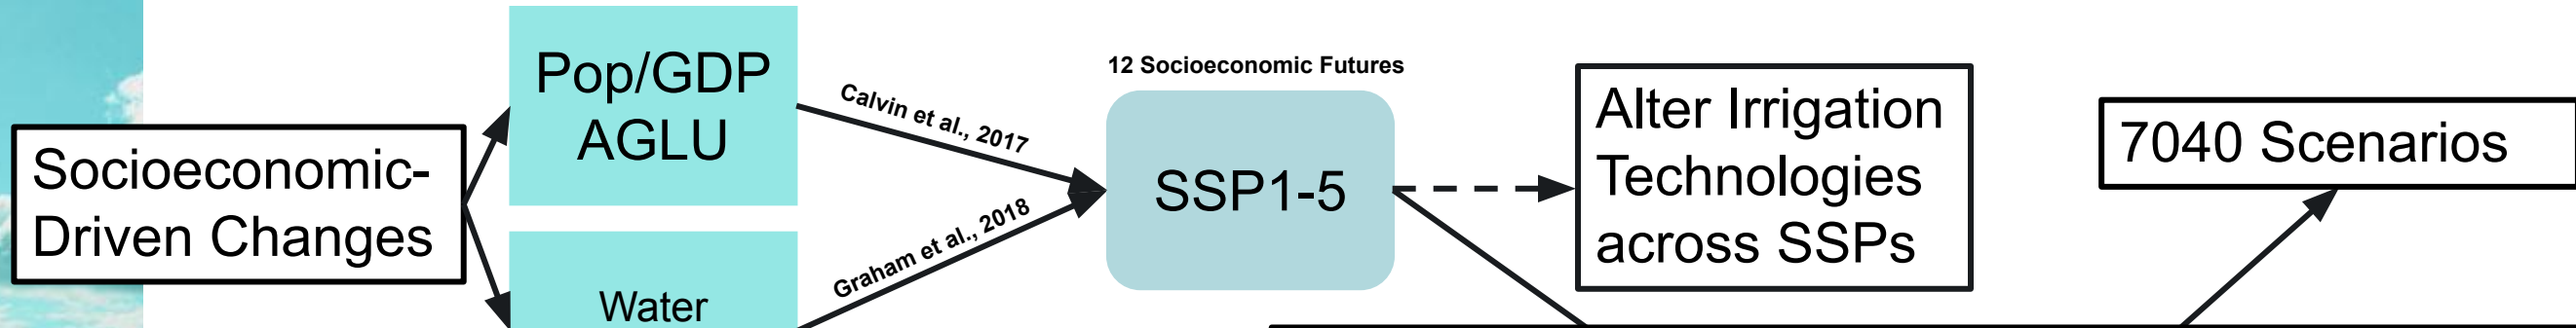 Socioeconomic-
Driven Changes
Pop/GDP
AGLU
Water
Calvin et al., 2017
Graham et al., 2018
12 Socioeconomic Futures
SSP1-5
Alter Irrigation
Technologies
across SSPs
7040 Scenarios